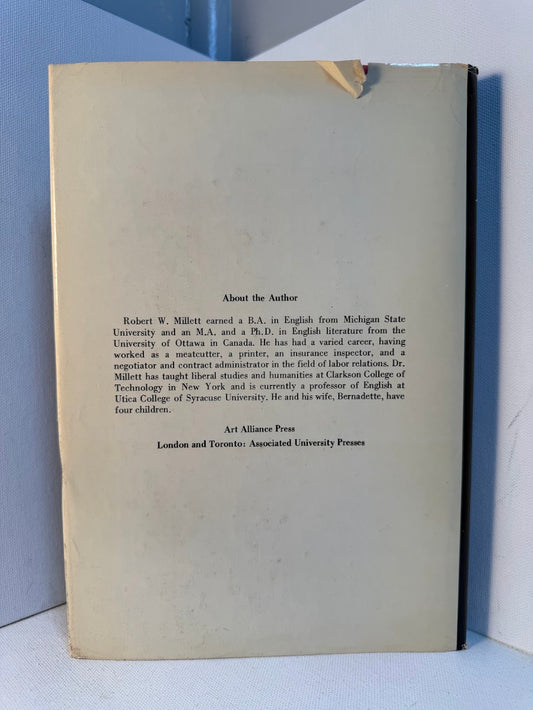 About the Author
Robert W. Millett earned a B.A. in English from Michigan State
University and an M.A. and a Ph.D. in English literature from the
University of Ottawa in Canada. He has had a varied career, having
worked as a meatcutter, a printer, an insurance inspector, and a
negotiator and contract administrator in the field of labor relations. Dr.
Millett has taught liberal studies and humanities at Clarkson College of
Technology in New York and is currently a professor of English at
Utica College of Syracuse University. He and his wife, Bernadette, have
four children.
Art Alliance Press
London and Toronto: Associated University Presses